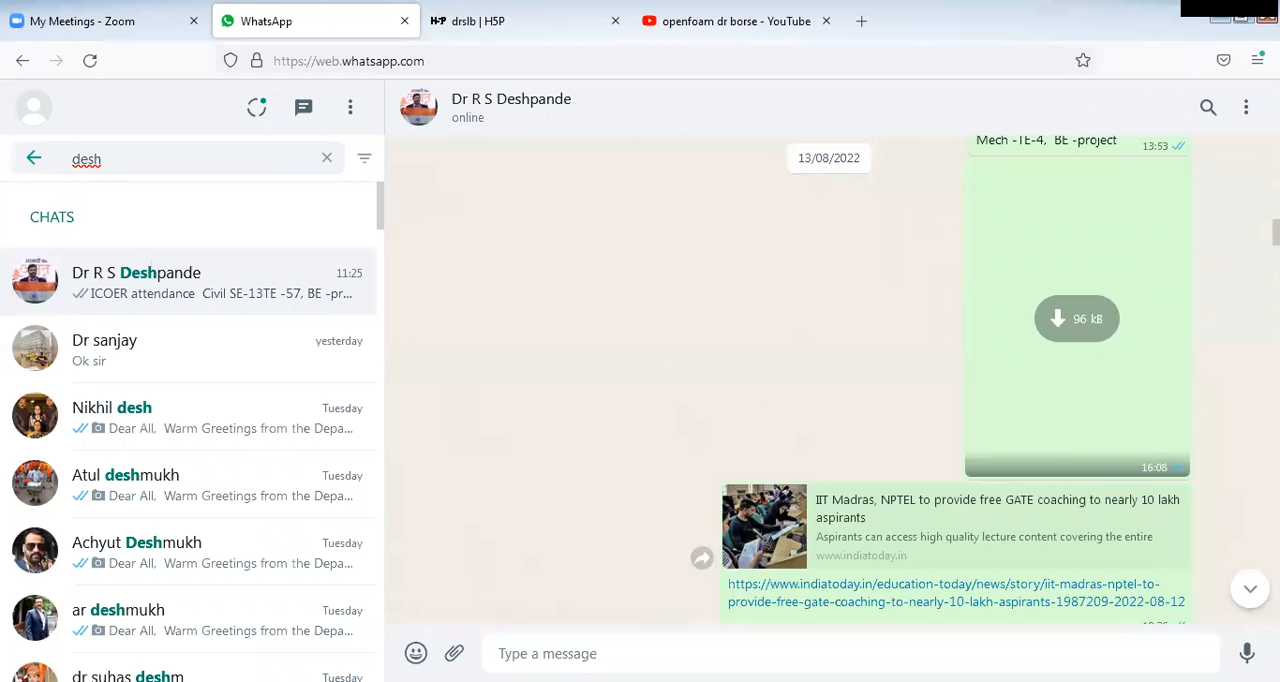 My Meetings - Zoom
WhatsApp
H-P drslb | H5P
openfoam dr borse - YouTube
https://web.whatsapp.com
desh
CHATS
Dr R S Deshpande 11:25
ICOER attendance Civil SE-13TE -57, BE -pr...
Dr sanjay yesterday
Ok sir
Nikhil desh Tuesday
Dear All, Warm Greetings from the Depa...
Atul deshmukh Tuesday
Dear All, Warm Greetings from the Depa...
Achyut Deshmukh Tuesday
Dear All, Warm Greetings from the Depa...
ar deshmukh Tuesday
Dear All, Warm Greetings from the Depa...
dr suhas deshm Tuesday
Dr R S Deshpande
online
Mech -TE-4, BE -project 13:53
13/08/2022
96 kB
16:08
IIT Madras, NPTEL to provide free GATE coaching to nearly 10 lakh
aspirants
Aspirants can access high quality lecture content covering the entire
www.indiatoday.in
https://www.indiatoday.in/education-today/news/story/iit-madras-nptel-to-
provide-free-gate-coaching-to-nearly-10-lakh-aspirants-1987209-2022-08-12
Type a message